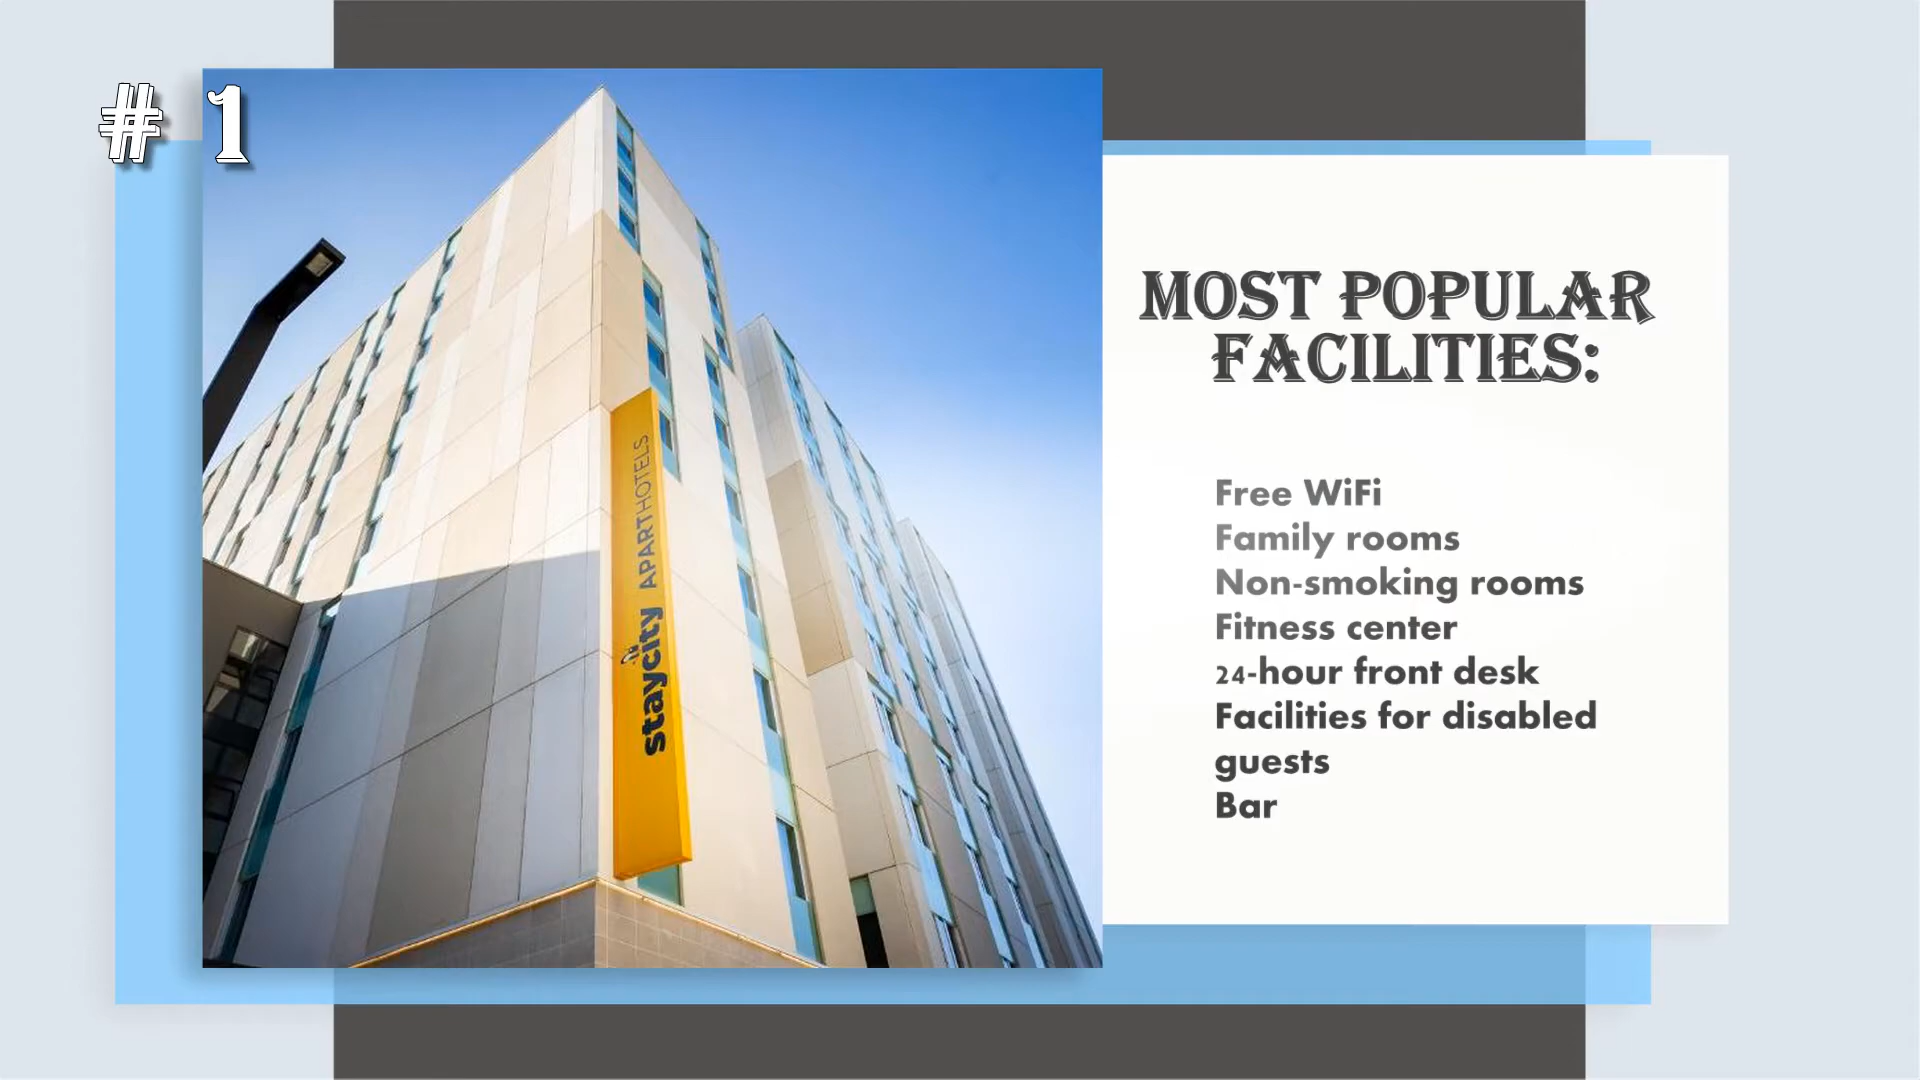 # 1
MOST POPULAR
FACILITIES:
staycity APARTHOTELS
Free WiFi
Family rooms
Non-smoking rooms
Fitness center
24-hour front desk
Facilities for disabled
guests
Bar